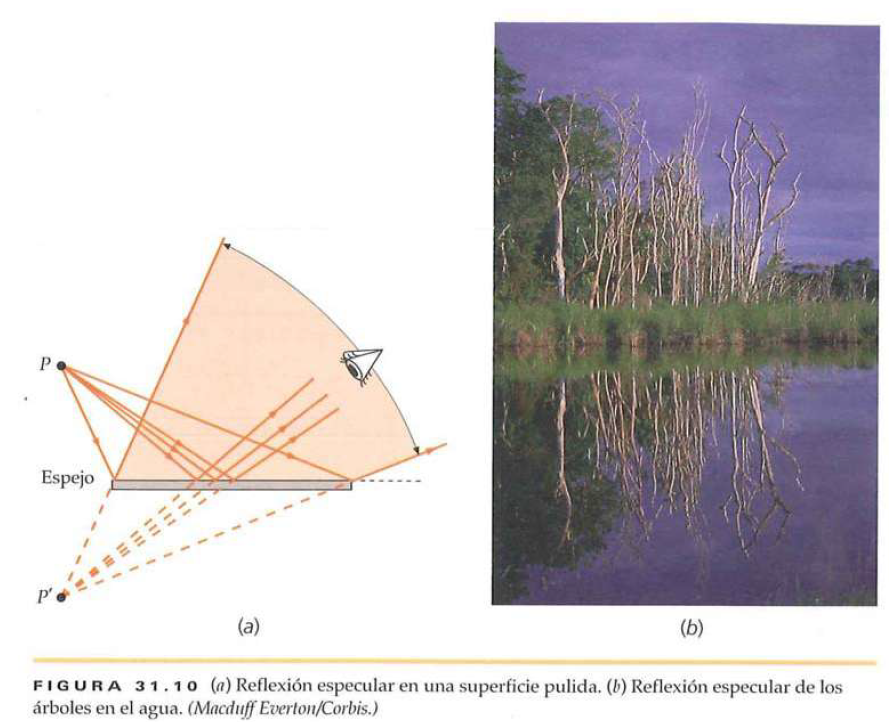 P
Espejo
P′
(a)
(b)
FIGURA 31.10 (a) Reflexión especular en una superficie pulida. (b) Reflexión especular de los
árboles en el agua. (Macduff Everton/Corbis.)